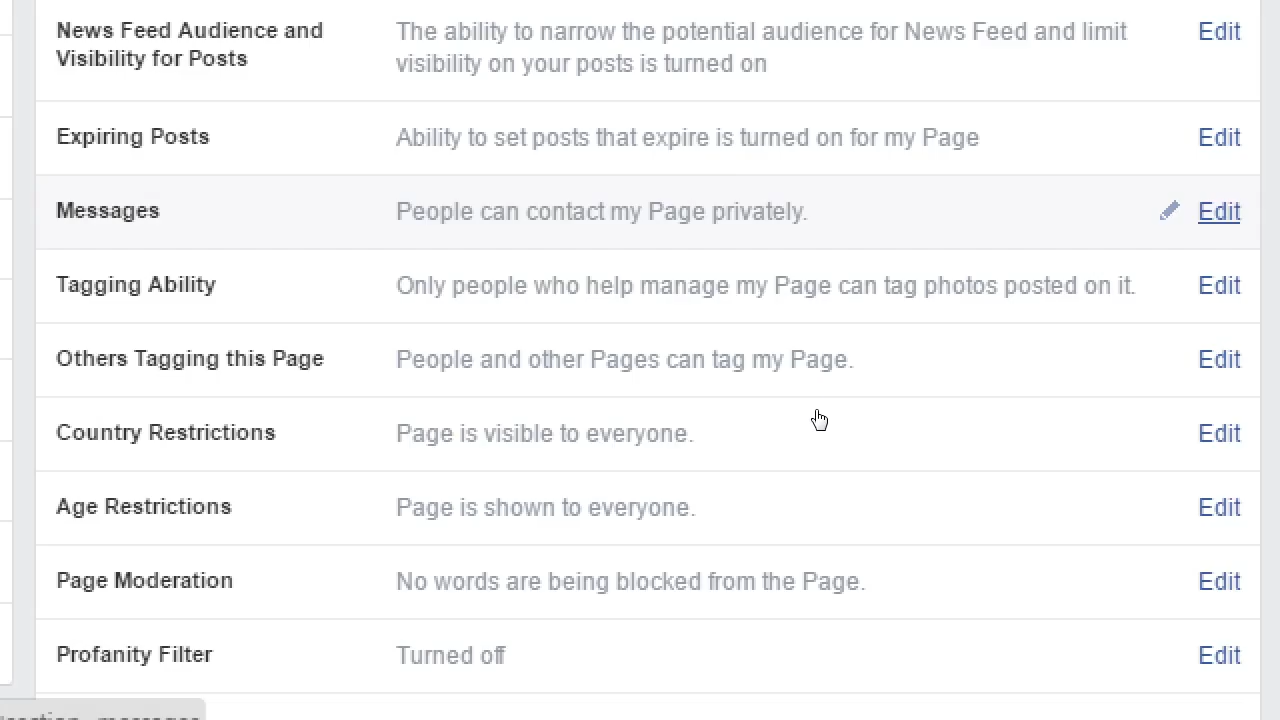 News Feed Audience and
Visibility for Posts
The ability to narrow the potential audience for News Feed and limit
visibility on your posts is turned on
Edit
Expiring Posts
Ability to set posts that expire is turned on for my Page
Edit
Messages
People can contact my Page privately.
Edit
Tagging Ability
Only people who help manage my Page can tag photos posted on it.
Edit
Others Tagging this Page
People and other Pages can tag my Page.
Edit
Country Restrictions
Page is visible to everyone.
Edit
Age Restrictions
Page is shown to everyone.
Edit
Page Moderation
No words are being blocked from the Page.
Edit
Profanity Filter
Turned off
Edit